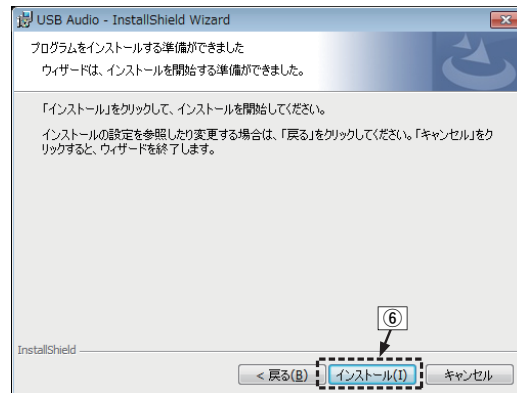 USB Audio - InstallShield Wizard
プログラムをインストールする準備ができました
ウィザードは、インストールを開始する準備ができました。
「インストール」をクリックして、インストールを開始してください。
インストールの設定を参照したり変更する場合は、「戻る」をクリックしてください。「キャンセル」をク
リックすると、ウィザードを終了します。
⑥
InstallShield
< 戻る(B)
インストール(I)
キャンセル